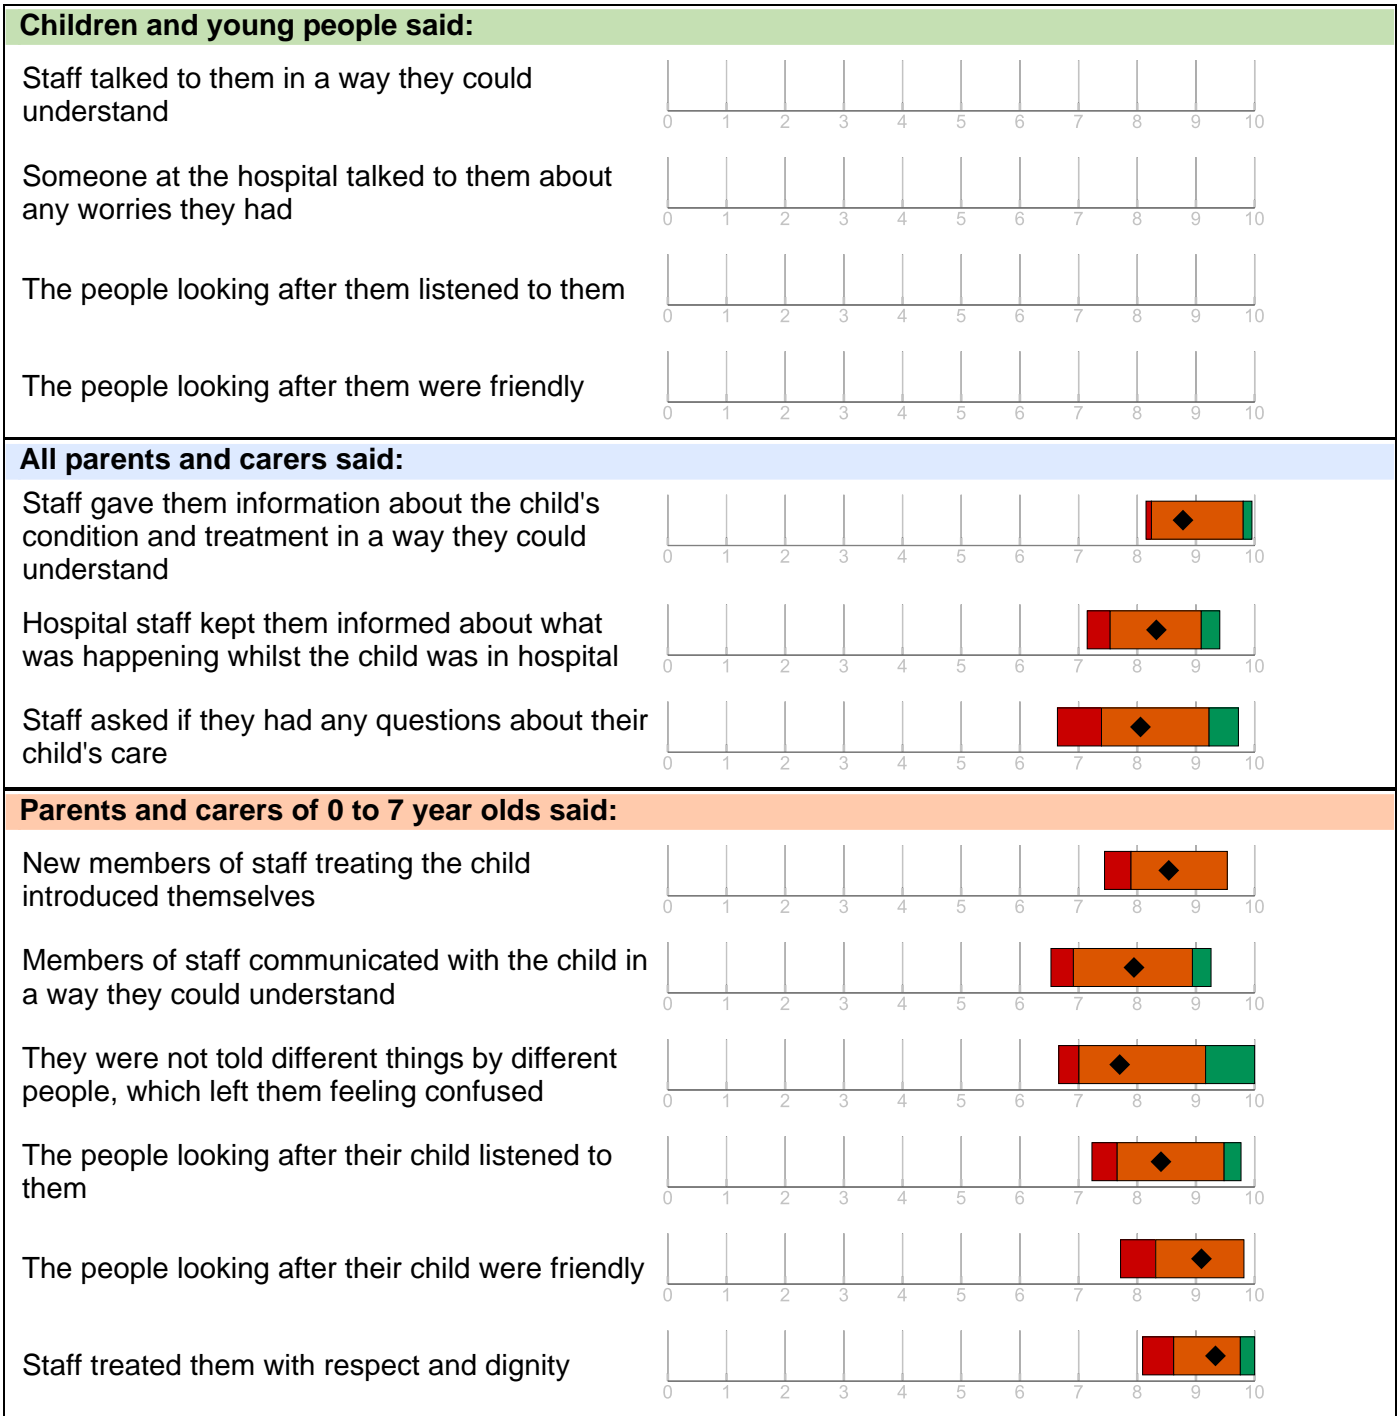 Children and young people said:
Staff talked to them in a way they could
understand
0 1 2 3 4 5 6 7 8 9 10
Someone at the hospital talked to them about
any worries they had
0 1 2 3 4 5 6 7 8 9 10
The people looking after them listened to them
0 1 2 3 4 5 6 7 8 9 10
The people looking after them were friendly
0 1 2 3 4 5 6 7 8 9 10
All parents and carers said:
Staff gave them information about the child's
condition and treatment in a way they could
understand
0 1 2 3 4 5 6 7 8 9 10
Hospital staff kept them informed about what
was happening whilst the child was in hospital
0 1 2 3 4 5 6 7 8 9 10
Staff asked if they had any questions about their
child's care
0 1 2 3 4 5 6 7 8 9 10
Parents and carers of 0 to 7 year olds said:
New members of staff treating the child
introduced themselves
0 1 2 3 4 5 6 7 8 9 10
Members of staff communicated with the child in
a way they could understand
0 1 2 3 4 5 6 7 8 9 10
They were not told different things by different
people, which left them feeling confused
0 1 2 3 4 5 6 7 8 9 10
The people looking after their child listened to
them
0 1 2 3 4 5 6 7 8 9 10
The people looking after their child were friendly
0 1 2 3 4 5 6 7 8 9 10
Staff treated them with respect and dignity
0 1 2 3 4 5 6 7 8 9 10